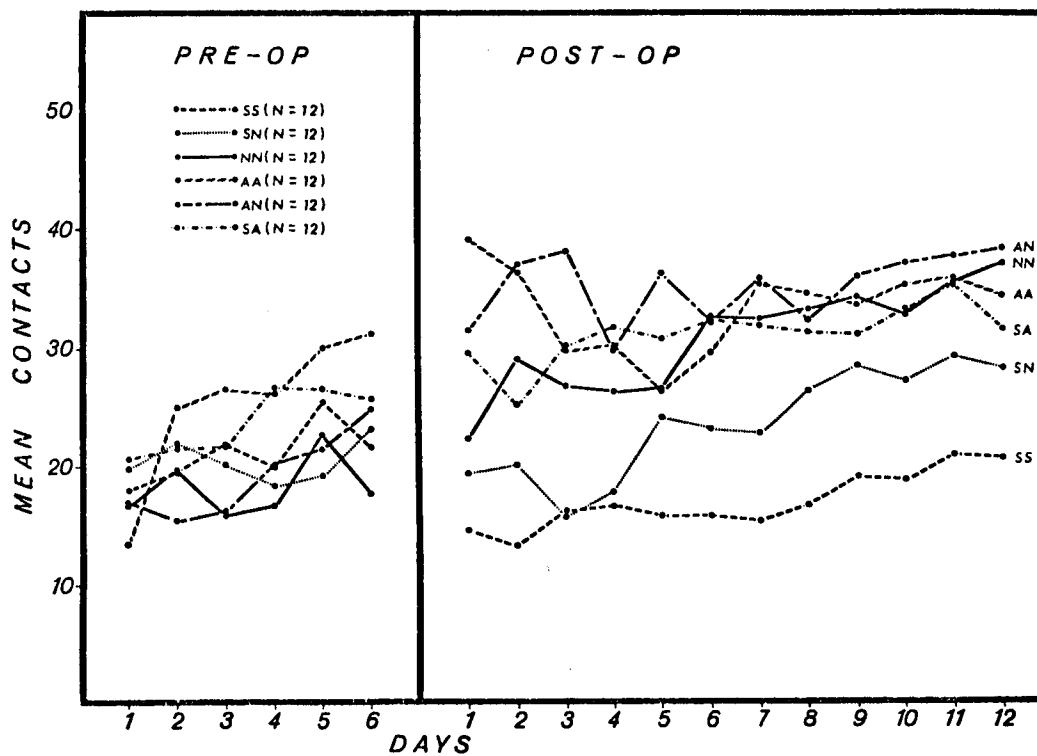 PRE-OP
POST-OP
SS (N = 12)
SN (N = 12)
NN (N = 12)
AA (N = 12)
AN (N = 12)
SA (N = 12)
MEAN CONTACTS
50
40
30
20
10
AN
NN
AA
SA
SN
SS
1 2 3 4 5 6
1 2 3 4 5 6 7 8 9 10 11 12
DAYS